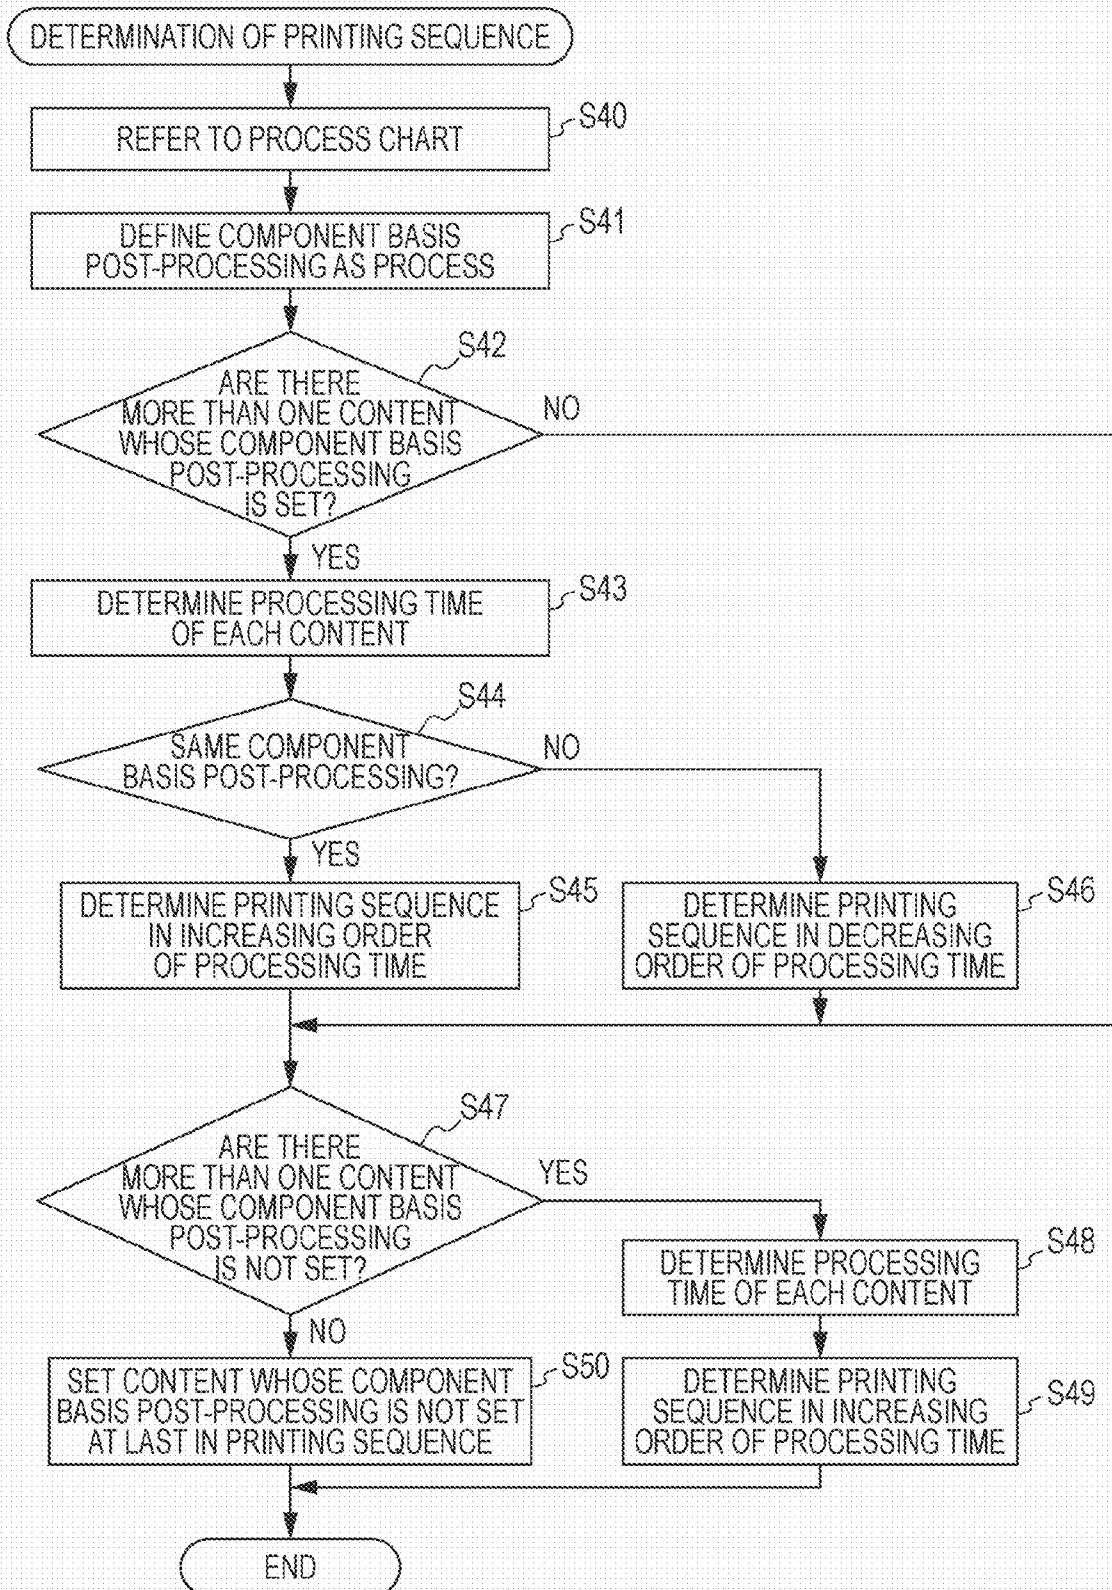 DETERMINATION OF PRINTING SEQUENCE
S40
REFER TO PROCESS CHART
S41
DEFINE COMPONENT BASIS
POST-PROCESSING AS PROCESS
S42
ARE THERE
MORE THAN ONE CONTENT
WHOSE COMPONENT BASIS
POST-PROCESSING
IS SET?
NO
YES
S43
DETERMINE PROCESSING TIME
OF EACH CONTENT
S44
SAME COMPONENT
BASIS POST-PROCESSING?
NO
YES
S45
DETERMINE PRINTING SEQUENCE
IN INCREASING ORDER
OF PROCESSING TIME
S46
DETERMINE PRINTING
SEQUENCE IN DECREASING
ORDER OF PROCESSING TIME
S47
ARE THERE
MORE THAN ONE CONTENT
WHOSE COMPONENT BASIS
POST-PROCESSING
IS NOT SET?
YES
S48
DETERMINE PROCESSING
TIME OF EACH CONTENT
NO
S50
SET CONTENT WHOSE COMPONENT
BASIS POST-PROCESSING IS NOT SET
AT LAST IN PRINTING SEQUENCE
S49
DETERMINE PRINTING
SEQUENCE IN INCREASING
ORDER OF PROCESSING TIME
END